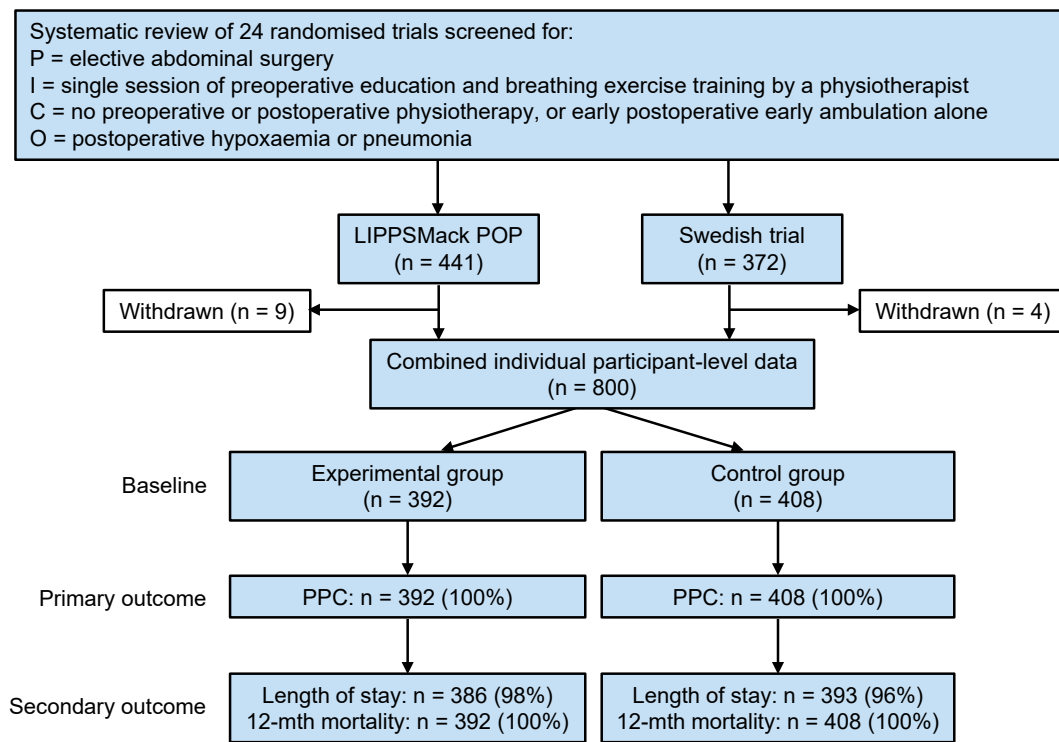 Systematic review of 24 randomised trials screened for:
P = elective abdominal surgery
I = single session of preoperative education and breathing exercise training by a physiotherapist
C = no preoperative or postoperative physiotherapy, or early postoperative early ambulation alone
O = postoperative hypoxaemia or pneumonia
LIPPSMack POP
(n = 441)
Swedish trial
(n = 372)
Withdrawn (n = 9)
Withdrawn (n = 4)
Combined individual participant-level data
(n = 800)
Baseline
Experimental group
(n = 392)
Control group
(n = 408)
Primary outcome
PPC: n = 392 (100%)
PPC: n = 408 (100%)
Secondary outcome
Length of stay: n = 386 (98%)
12-mth mortality: n = 392 (100%)
Length of stay: n = 393 (96%)
12-mth mortality: n = 408 (100%)